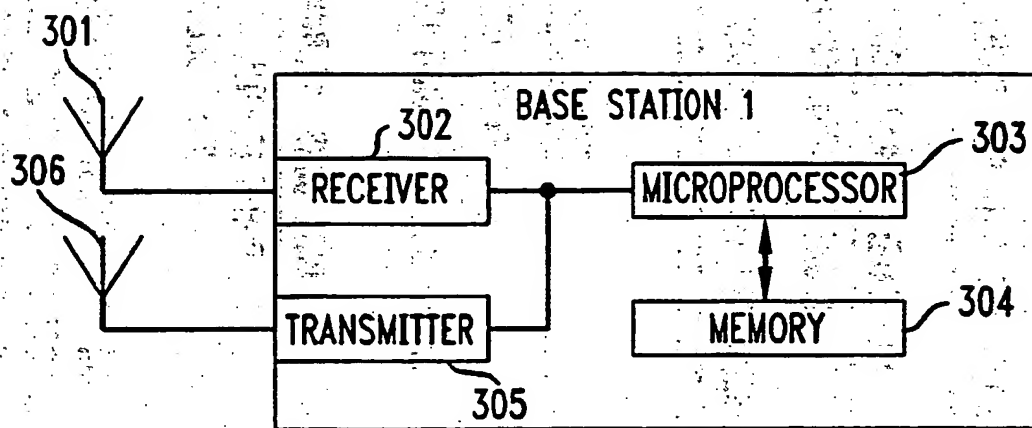 301
BASE STATION 1
302
303
306
RECEIVER
MICROPROCESSOR
304
TRANSMITTER
MEMORY
305